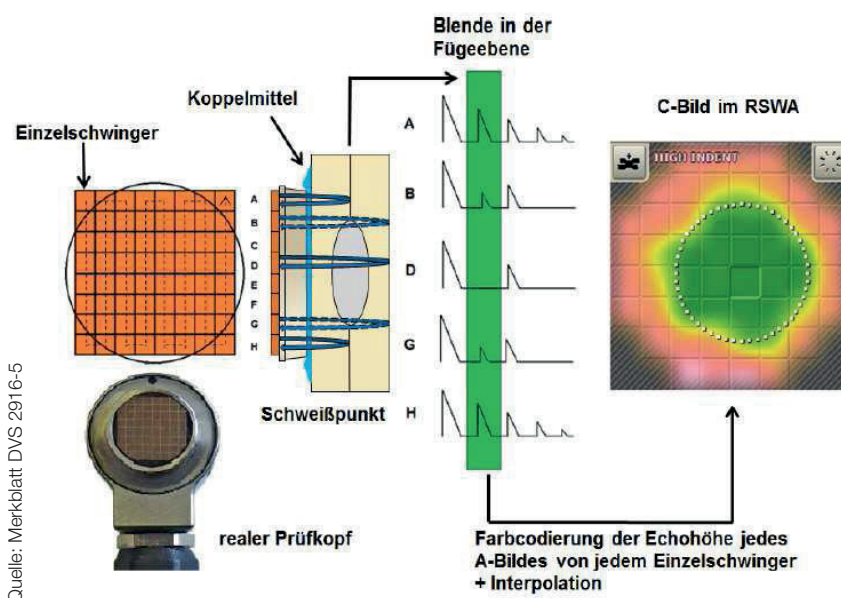 Blende in der
Fügeebene
Koppelmittel
Einzelschwinger
C-Bild im RSWA
HIGH INDENT
A
B
C
D
E
F
G
H
A
B
D
G
H
Schweißpunkt
realer Prüfkopf
Farbcodierung der Echohöhe jedes
A-Bildes von jedem Einzelschwinger
+ Interpolation
Quelle: Merkblatt DVS 2916-5